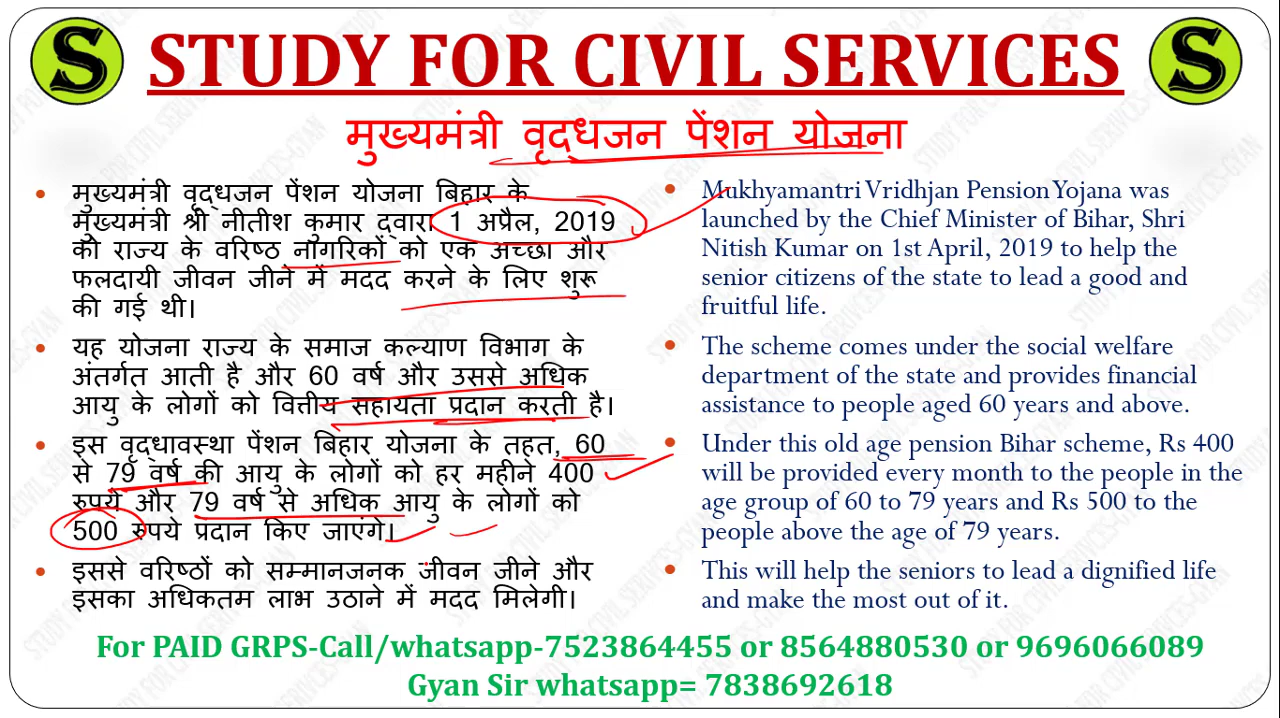 S STUDY FOR CIVIL SERVICES S
मुख्यमंत्री वृद्धजन पेंशन योजना
• मुख्यमंत्री वृद्धजन पेंशन योजना बिहार के
मुख्यमंत्री श्री नीतीश कुमार द्वारा 1 अप्रैल, 2019
को राज्य के वरिष्ठ नागरिकों को एक अच्छा और
फलदायी जीवन जीने में मदद करने के लिए शुरू
की गई थी।
• यह योजना राज्य के समाज कल्याण विभाग के
अंतर्गत आती है और 60 वर्ष और उससे अधिक
आयु के लोगों को वित्तीय सहायता प्रदान करती है।
• इस वृद्धावस्था पेंशन बिहार योजना के तहत, 60
से 79 वर्ष की आयु के लोगों को हर महीने 400
रुपये और 79 वर्ष से अधिक आयु के लोगों को
500 रुपये प्रदान किए जाएंगे।
• इससे वरिष्ठों को सम्मानजनक जीवन जीने और
इसका अधिकतम लाभ उठाने में मदद मिलेगी।
• Mukhyamantri Vridhjan Pension Yojana was
launched by the Chief Minister of Bihar, Shri
Nitish Kumar on 1st April, 2019 to help the
senior citizens of the state to lead a good and
fruitful life.
• The scheme comes under the social welfare
department of the state and provides financial
assistance to people aged 60 years and above.
• Under this old age pension Bihar scheme, Rs 400
will be provided every month to the people in the
age group of 60 to 79 years and Rs 500 to the
people above the age of 79 years.
• This will help the seniors to lead a dignified life
and make the most out of it.
For PAID GRPS-Call/whatsapp-7523864455 or 8564880530 or 9696066089
Gyan Sir whatsapp= 7838692618